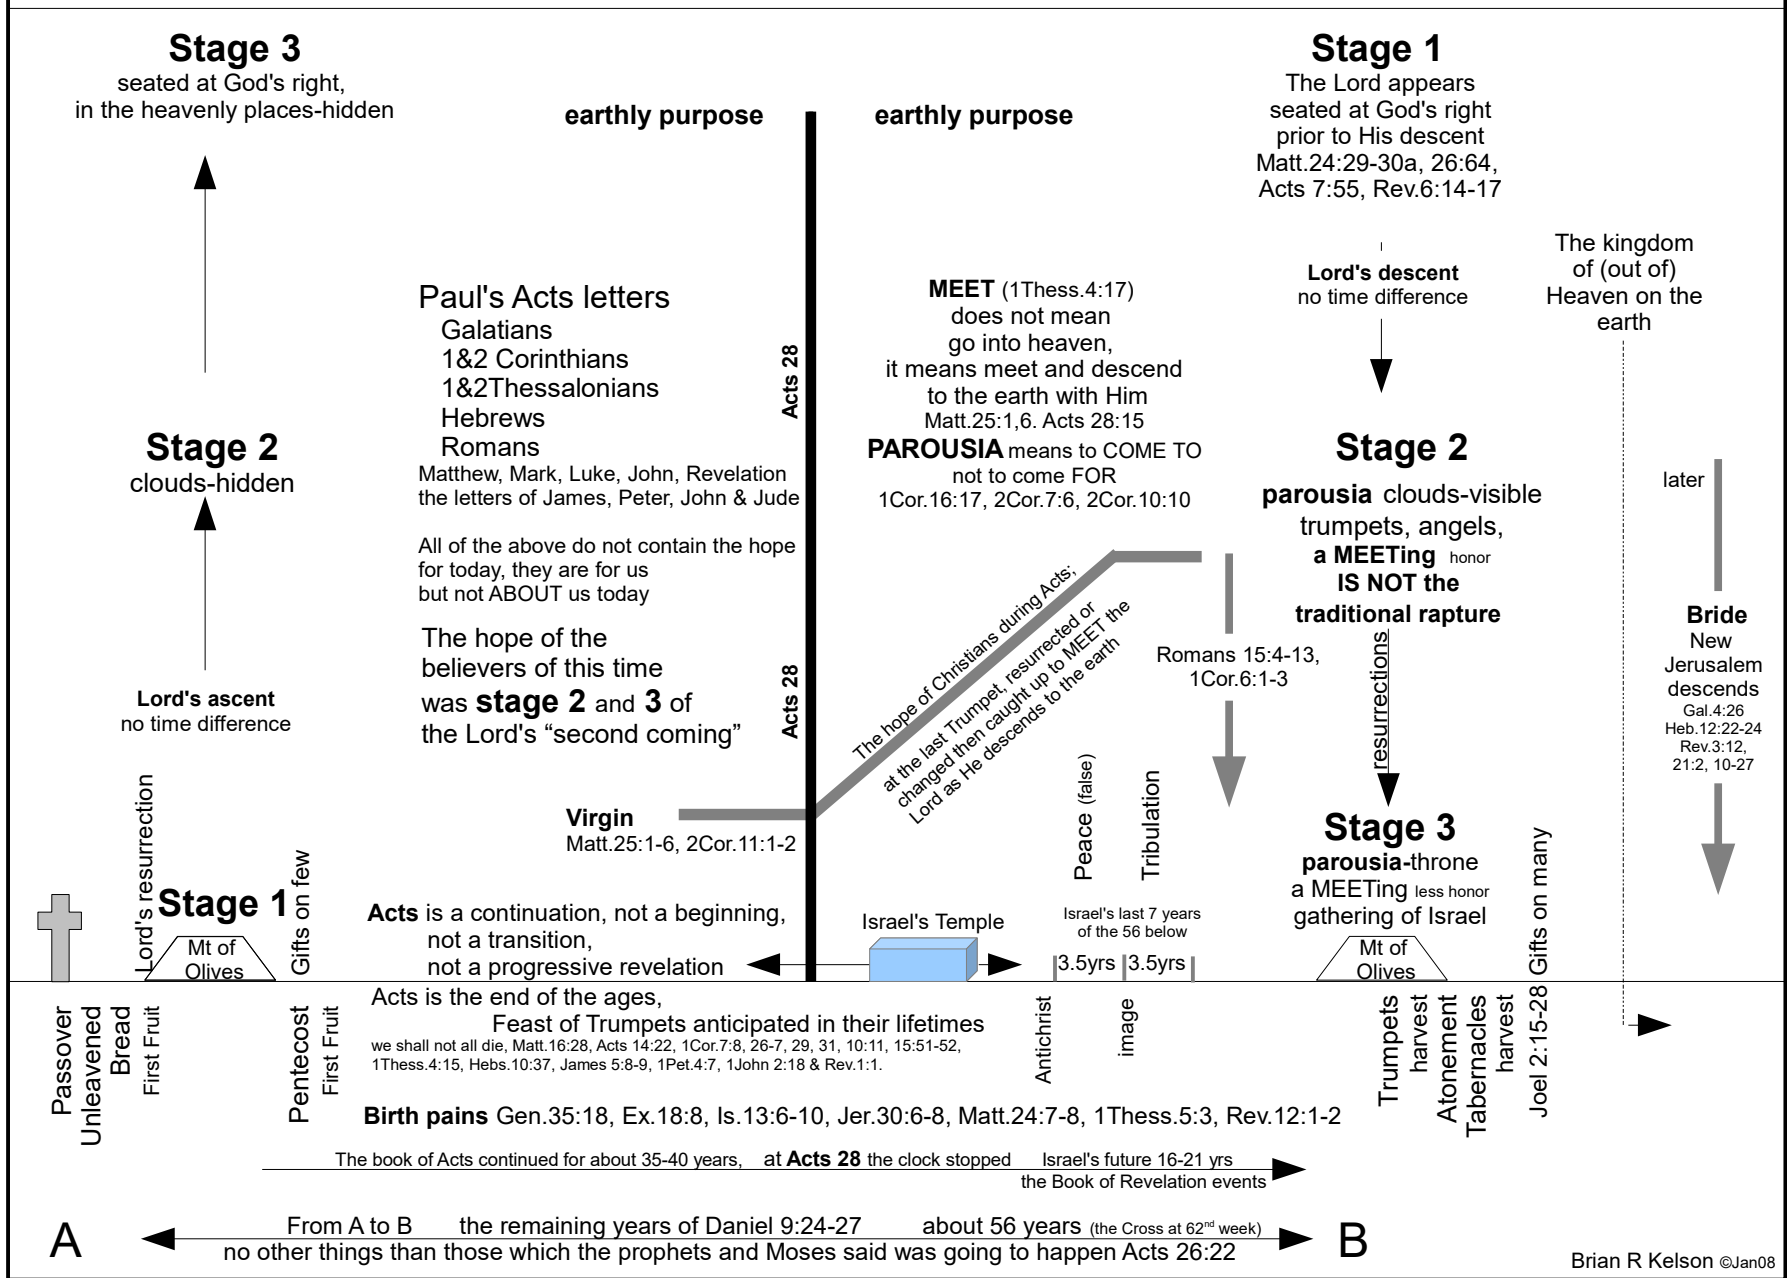 Stage 3
seated at God's right,
in the heavenly places-hidden
Stage 2
clouds-hidden
Lord's ascent
no time difference
Lord's resurrection
Stage 1
Mt of
Olives
Gifts on few
earthly purpose
Paul's Acts letters
Galatians
1&2 Corinthians
1&2Thessalonians
Hebrews
Romans
Matthew, Mark, Luke, John, Revelation
the letters of James, Peter, John & Jude
All of the above do not contain the hope
for today, they are for us
but not ABOUT us today
The hope of the
believers of this time
was stage 2 and 3 of
the Lord's “second coming”
Acts 28
Acts 28
Virgin
Matt.25:1-6, 2Cor.11:1-2
Acts is a continuation, not a beginning,
not a transition,
not a progressive revelation
earthly purpose
MEET (1Thess.4:17)
does not mean
go into heaven,
it means meet and descend
to the earth with Him
Matt.25:1,6. Acts 28:15
PAROUSIA means to COME TO
not to come FOR
1Cor.16:17, 2Cor.7:6, 2Cor.10:10
The hope of Christians during Acts;
at the last Trumpet, resurrected or
changed then caught up to MEET the
Lord as He descends to the earth
Romans 15:4-13,
1Cor.6:1-3
Peace (false)
Tribulation
Israel's Temple
Israel's last 7 years
of the 56 below
3.5yrs
3.5yrs
Stage 1
The Lord appears
seated at God's right
prior to His descent
Matt.24:29-30a, 26:64,
Acts 7:55, Rev.6:14-17
Lord's descent
no time difference
Stage 2
parousia clouds-visible
trumpets, angels,
a MEETing honor
IS NOT the
traditional rapture
resurrections
Stage 3
parousia-throne
a MEETing less honor
gathering of Israel
Mt of
Olives
The kingdom
of (out of)
Heaven on the
earth
later
Bride
New
Jerusalem
descends
Gal.4:26
Heb.12:22-24
Rev.3:12,
21:2, 10-27
Passover
Unleavened
Bread
First Fruit
Pentecost
First Fruit
Acts is the end of the ages,
Feast of Trumpets anticipated in their lifetimes
we shall not all die, Matt.16:28, Acts 14:22, 1Cor.7:8, 26-7, 29, 31, 10:11, 15:51-52,
1Thess.4:15, Hebs.10:37, James 5:8-9, 1Pet.4:7, 1John 2:18 & Rev.1:1.
Antichrist
image
Trumpets
harvest
Atonement
Tabernacles
harvest
Joel 2:15-28 Gifts on many
Birth pains Gen.35:18, Ex.18:8, Is.13:6-10, Jer.30:6-8, Matt.24:7-8, 1Thess.5:3, Rev.12:1-2
The book of Acts continued for about 35-40 years, at Acts 28 the clock stopped Israel's future 16-21 yrs
the Book of Revelation events
A
From A to B the remaining years of Daniel 9:24-27 about 56 years (the Cross at 62nd week)
no other things than those which the prophets and Moses said was going to happen Acts 26:22
B
Brian R Kelson ©Jan08